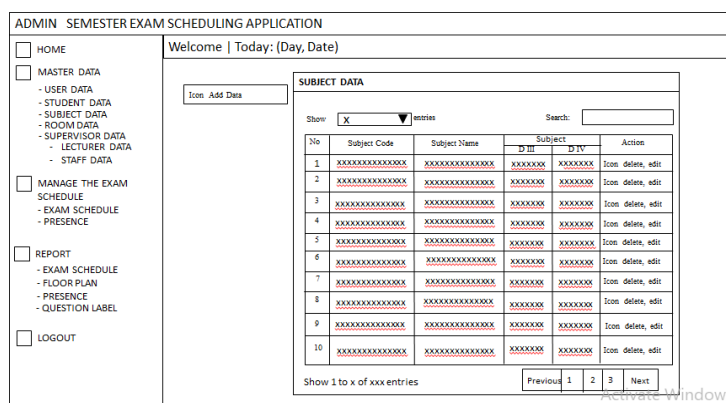 ADMIN SEMESTER EXAM SCHEDULING APPLICATION
HOME
MASTER DATA
- USER DATA
- STUDENT DATA
- SUBJECT DATA
- ROOM DATA
- SUPERVISOR DATA
- LECTURER DATA
- STAFF DATA
MANAGE THE EXAM
SCHEDULE
- EXAM SCHEDULE
- PRESENCE
REPORT
- EXAM SCHEDULE
- FLOOR PLAN
- PRESENCE
- QUESTION LABEL
LOGOUT
Welcome | Today: (Day, Date)
Icon Add Data
SUBJECT DATA
Show X entries Search:
No Subject Code Subject Name Subject Action
D III D IV
1 XXXXXXXXXXXXXX XXXXXXXXXXXXXX XXXXXXX XXXXXXX Icon delete, edit
2 XXXXXXXXXXXXXX XXXXXXXXXXXXXX XXXXXXX XXXXXXX Icon delete, edit
3 XXXXXXXXXXXXXX XXXXXXXXXXXXXX XXXXXXX XXXXXXX Icon delete, edit
4 XXXXXXXXXXXXXX XXXXXXXXXXXXXX XXXXXXX XXXXXXX Icon delete, edit
5 XXXXXXXXXXXXXX XXXXXXXXXXXXXX XXXXXXX XXXXXXX Icon delete, edit
6 XXXXXXXXXXXXXX XXXXXXXXXXXXXX XXXXXXX XXXXXXX Icon delete, edit
7 XXXXXXXXXXXXXX XXXXXXXXXXXXXX XXXXXXX XXXXXXX Icon delete, edit
8 XXXXXXXXXXXXXX XXXXXXXXXXXXXX XXXXXXX XXXXXXX Icon delete, edit
9 XXXXXXXXXXXXXX XXXXXXXXXXXXXX XXXXXXX XXXXXXX Icon delete, edit
10 XXXXXXXXXXXXXX XXXXXXXXXXXXXX XXXXXXX XXXXXXX Icon delete, edit
Show 1 to x of xxx entries Previous 1 2 3 Next
Activate Window